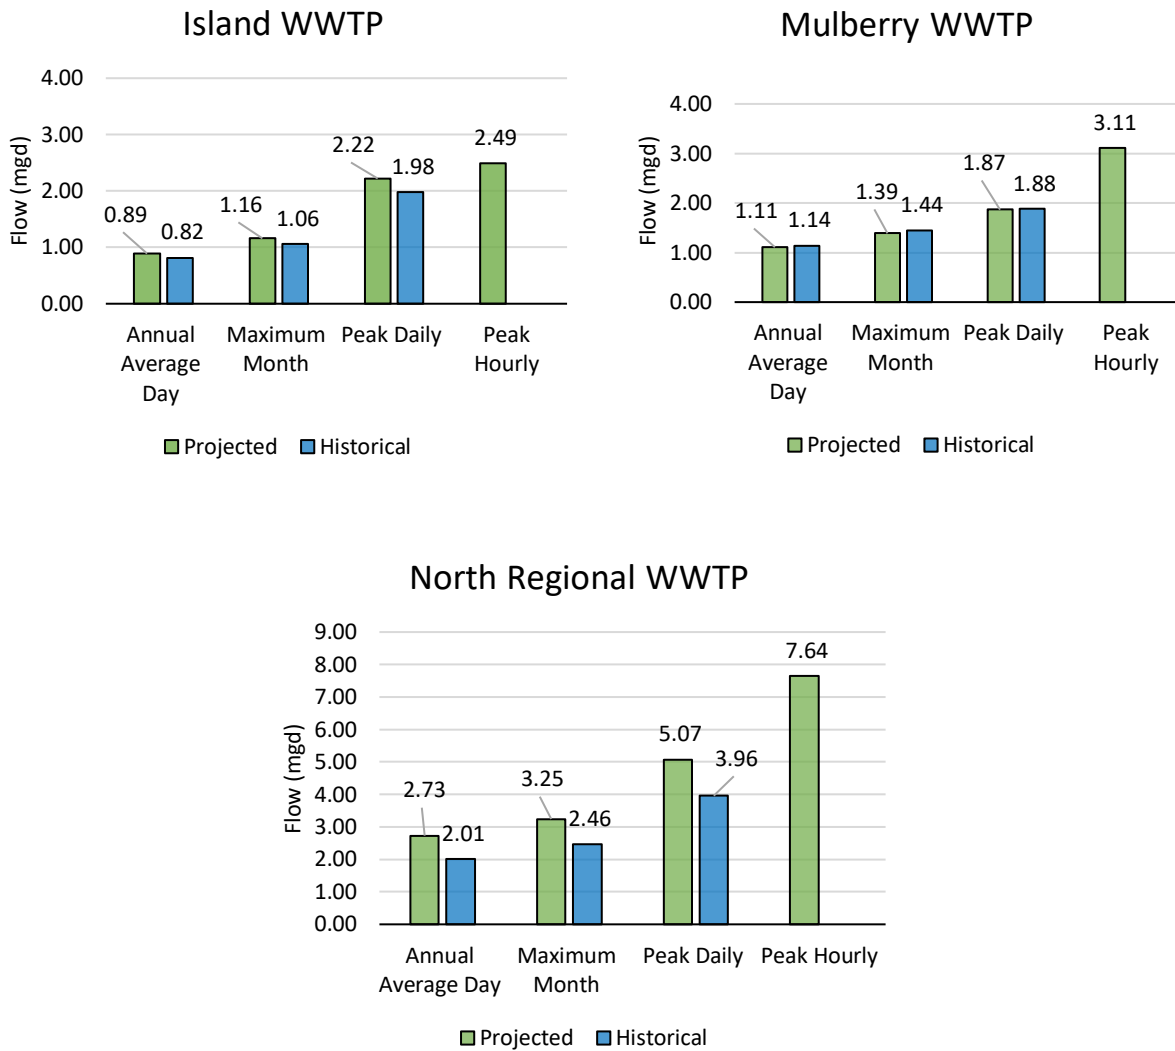 Island WWTP
4.00
3.00
2.00
1.00
0.00
Flow (mgd)
0.89
0.82
1.16
1.06
2.22
1.98
2.49
Annual
Average
Day
Maximum
Month
Peak Daily
Peak
Hourly
Projected Historical
Mulberry WWTP
4.00
3.00
2.00
1.00
0.00
Flow (mgd)
1.11
1.14
1.39
1.44
1.87
1.88
3.11
Annual
Average
Day
Maximum
Month
Peak Daily
Peak
Hourly
Projected Historical
North Regional WWTP
9.00
8.00
7.00
6.00
5.00
4.00
3.00
2.00
1.00
0.00
Flow (mgd)
2.73
2.01
3.25
2.46
5.07
3.96
7.64
Annual
Average Day
Maximum
Month
Peak Daily
Peak Hourly
Projected Historical